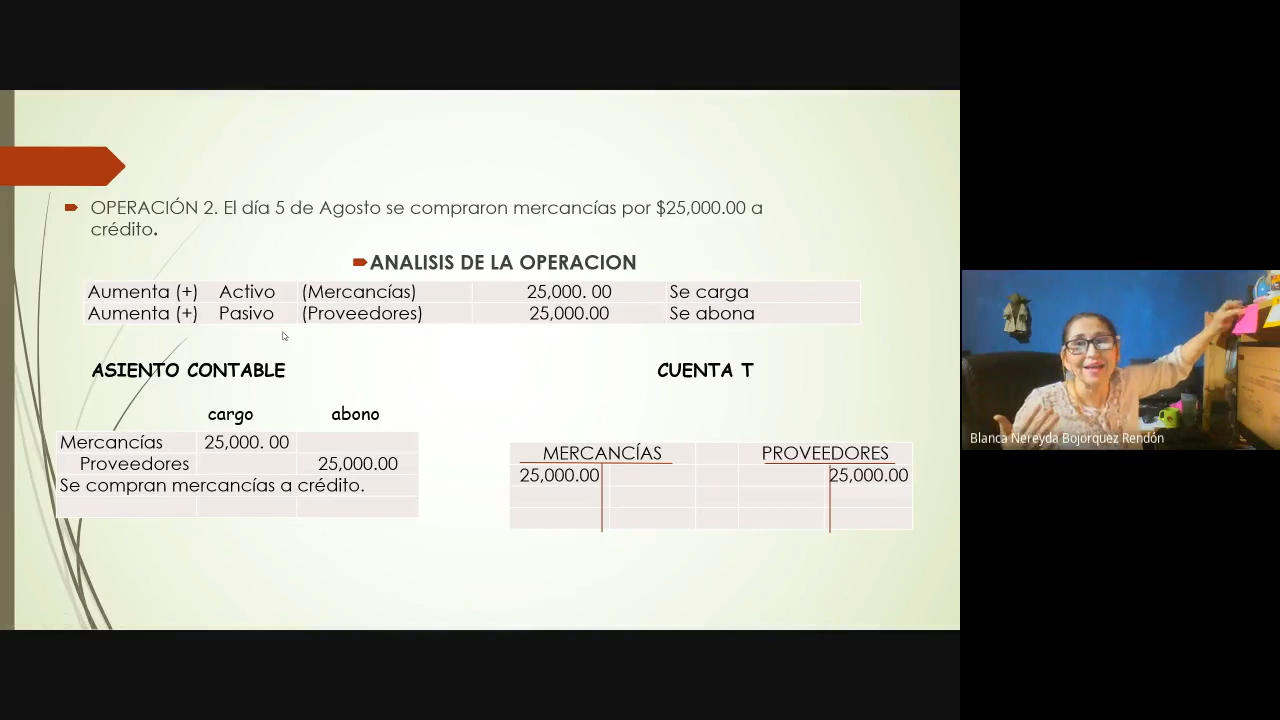 OPERACIÓN 2. El día 5 de Agosto se compraron mercancías por $25,000.00 a
crédito.
ANALISIS DE LA OPERACION
Aumenta (+) Activo (Mercancías) 25,000. 00 Se carga
Aumenta (+) Pasivo (Proveedores) 25,000.00 Se abona
ASIENTO CONTABLE
cargo abono
Mercancías 25,000. 00
Proveedores 25,000.00
Se compran mercancías a crédito.
CUENTA T
MERCANCÍAS PROVEEDORES
25,000.00 25,000.00
Blanca Nereyda Bojorquez Rendón